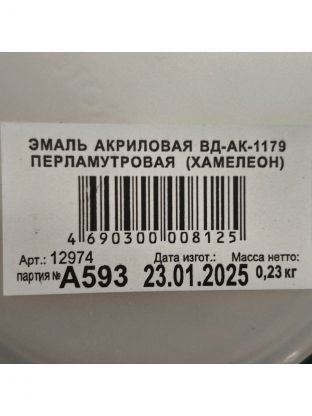 ЭМАЛЬ АКРИЛОВАЯ ВД-АК-1179
ПЕРЛАМУТРОВАЯ (ХАМЕЛЕОН)
4 690300 008125
Арт.: 12974 Дата изгот.: Масса нетто:
партия № А593 23.01.2025 0,23 кг